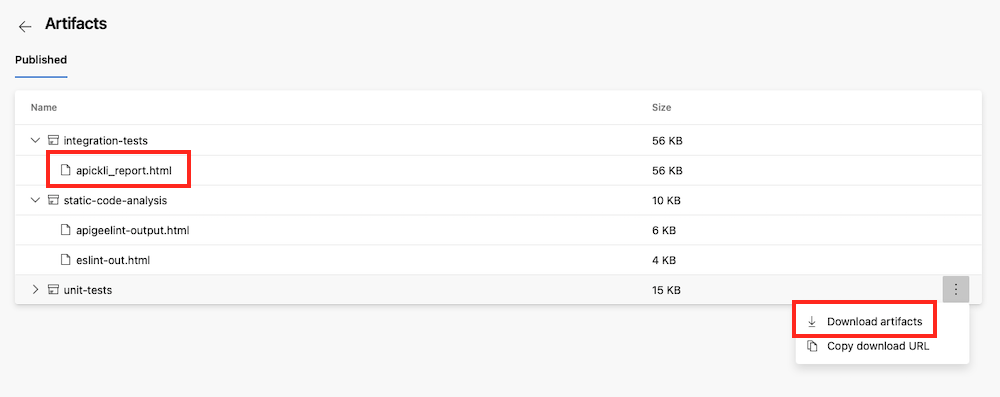 Artifacts
Published
Name Size
integration-tests 56 KB
apickli_report.html 56 KB
static-code-analysis 10 KB
apigeelint-output.html 6 KB
eslint-out.html 4 KB
unit-tests 15 KB
Download artifacts
Copy download URL